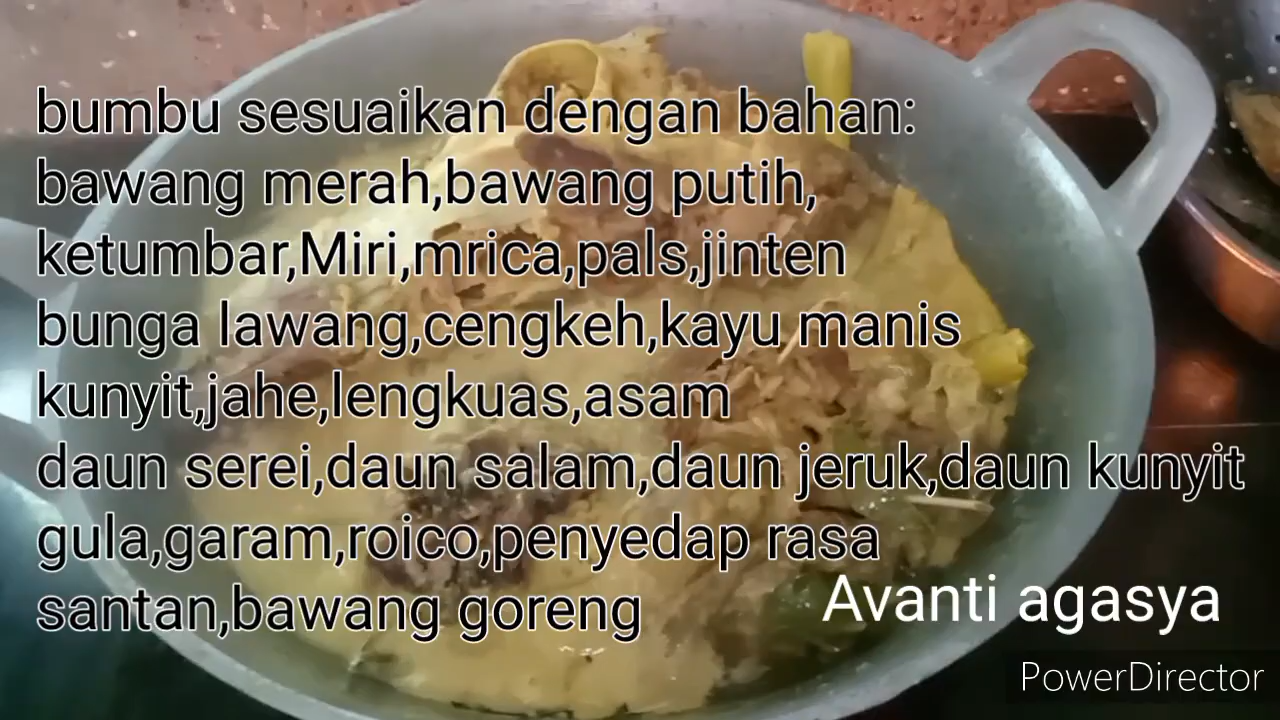 bumbu sesuaikan dengan bahan:
bawang merah,bawang putih,
ketumbar,Miri,mrica,pals,jinten
bunga lawang,cengkeh,kayu manis
kunyit,jahe,lengkuas,asam
daun serei,daun salam,daun jeruk,daun kunyit
gula,garam,roico,penyedap rasa
santan,bawang goreng
Avanti agasya
PowerDirector